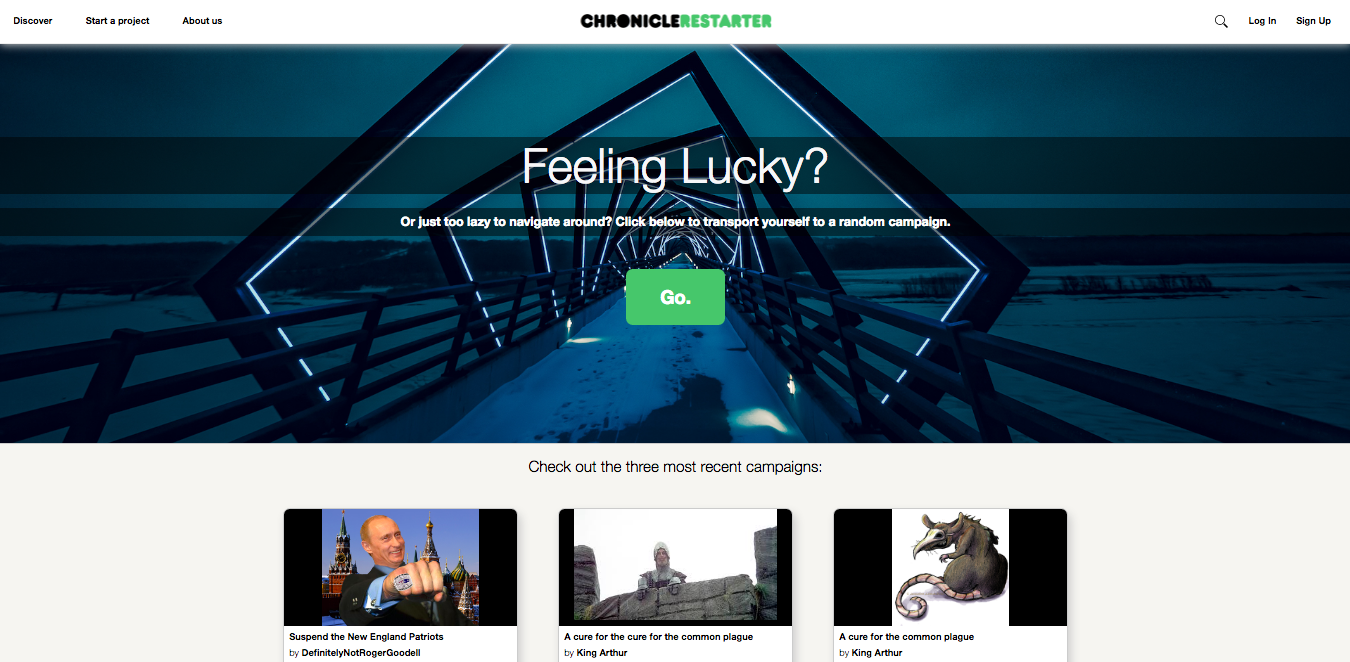 Discover Start a project About us CHRONICLERESTARTER Log In Sign Up
Feeling Lucky?
Or just too lazy to navigate around? Click below to transport yourself to a random campaign.
Go.
Check out the three most recent campaigns:
Suspend the New England Patriots
by DefinitelyNotRogerGoodell
A cure for the cure for the common plague
by King Arthur
A cure for the common plague
by King Arthur